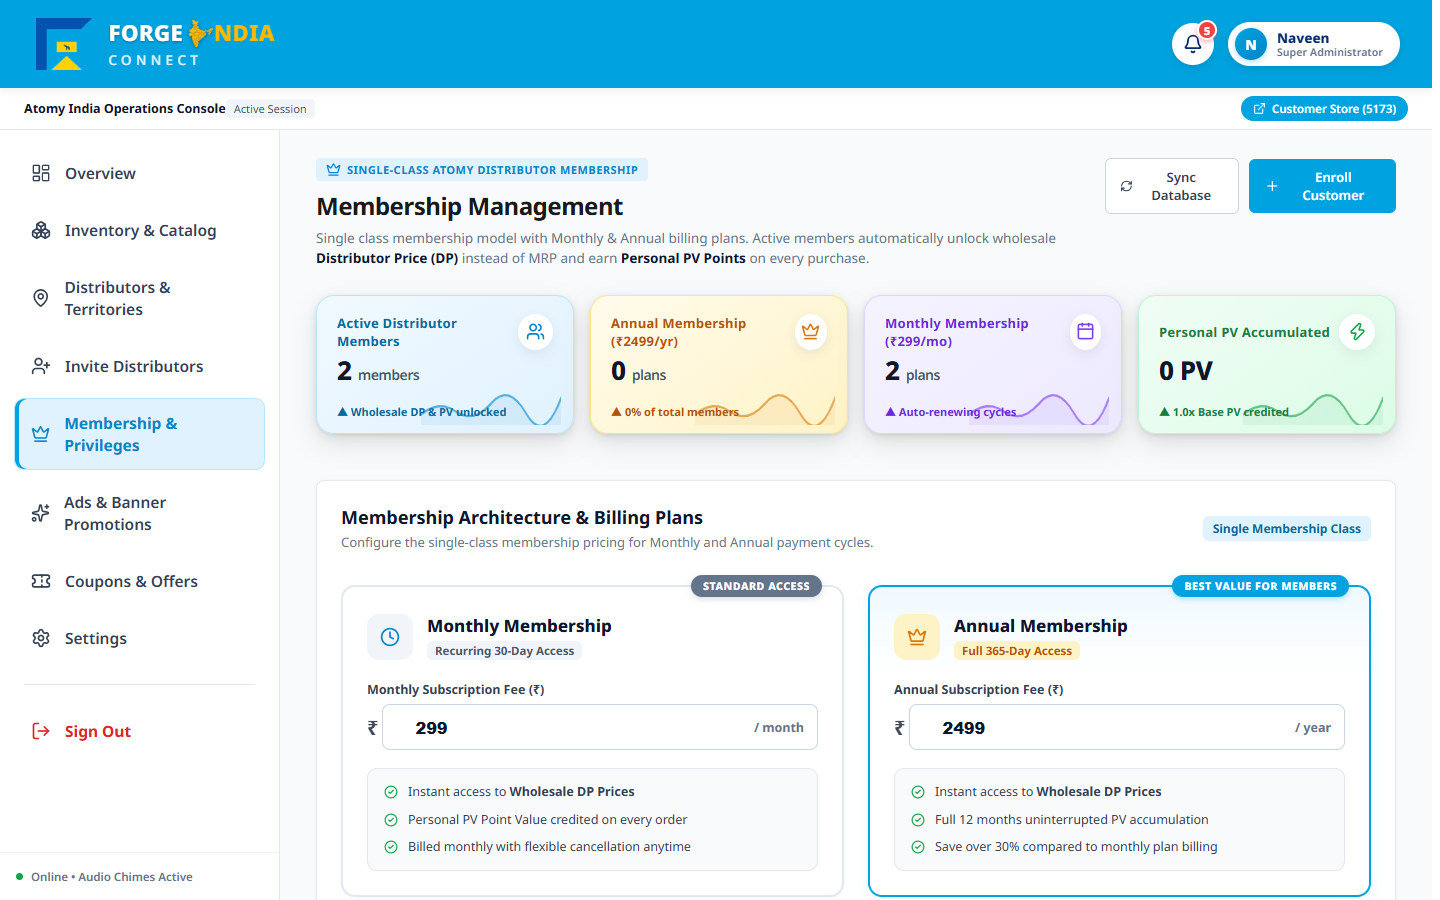 FORGE NDIA
CONNECT
5
N
Naveen
Super Administrator
Atomy India Operations Console
Active Session
Customer Store (5173)
Overview
Inventory & Catalog
Distributors &
Territories
Invite Distributors
Membership &
Privileges
Ads & Banner
Promotions
Coupons & Offers
Settings
Sign Out
Online • Audio Chimes Active
SINGLE-CLASS ATOMY DISTRIBUTOR MEMBERSHIP
Membership Management
Single class membership model with Monthly & Annual billing plans. Active members automatically unlock wholesale
Distributor Price (DP) instead of MRP and earn Personal PV Points on every purchase.
Sync
Database
Enroll
Customer
Active Distributor
Members
2 members
▲ Wholesale DP & PV unlocked
Annual Membership
(₹2499/yr)
0 plans
▲ 0% of total members
Monthly Membership
(₹299/mo)
2 plans
▲ Auto-renewing cycles
Personal PV Accumulated
0 PV
▲ 1.0x Base PV credited
Membership Architecture & Billing Plans
Configure the single-class membership pricing for Monthly and Annual payment cycles.
Single Membership Class
STANDARD ACCESS
Monthly Membership
Recurring 30-Day Access
Monthly Subscription Fee (₹)
₹ 299 / month
Instant access to Wholesale DP Prices
Personal PV Point Value credited on every order
Billed monthly with flexible cancellation anytime
BEST VALUE FOR MEMBERS
Annual Membership
Full 365-Day Access
Annual Subscription Fee (₹)
₹ 2499 / year
Instant access to Wholesale DP Prices
Full 12 months uninterrupted PV accumulation
Save over 30% compared to monthly plan billing